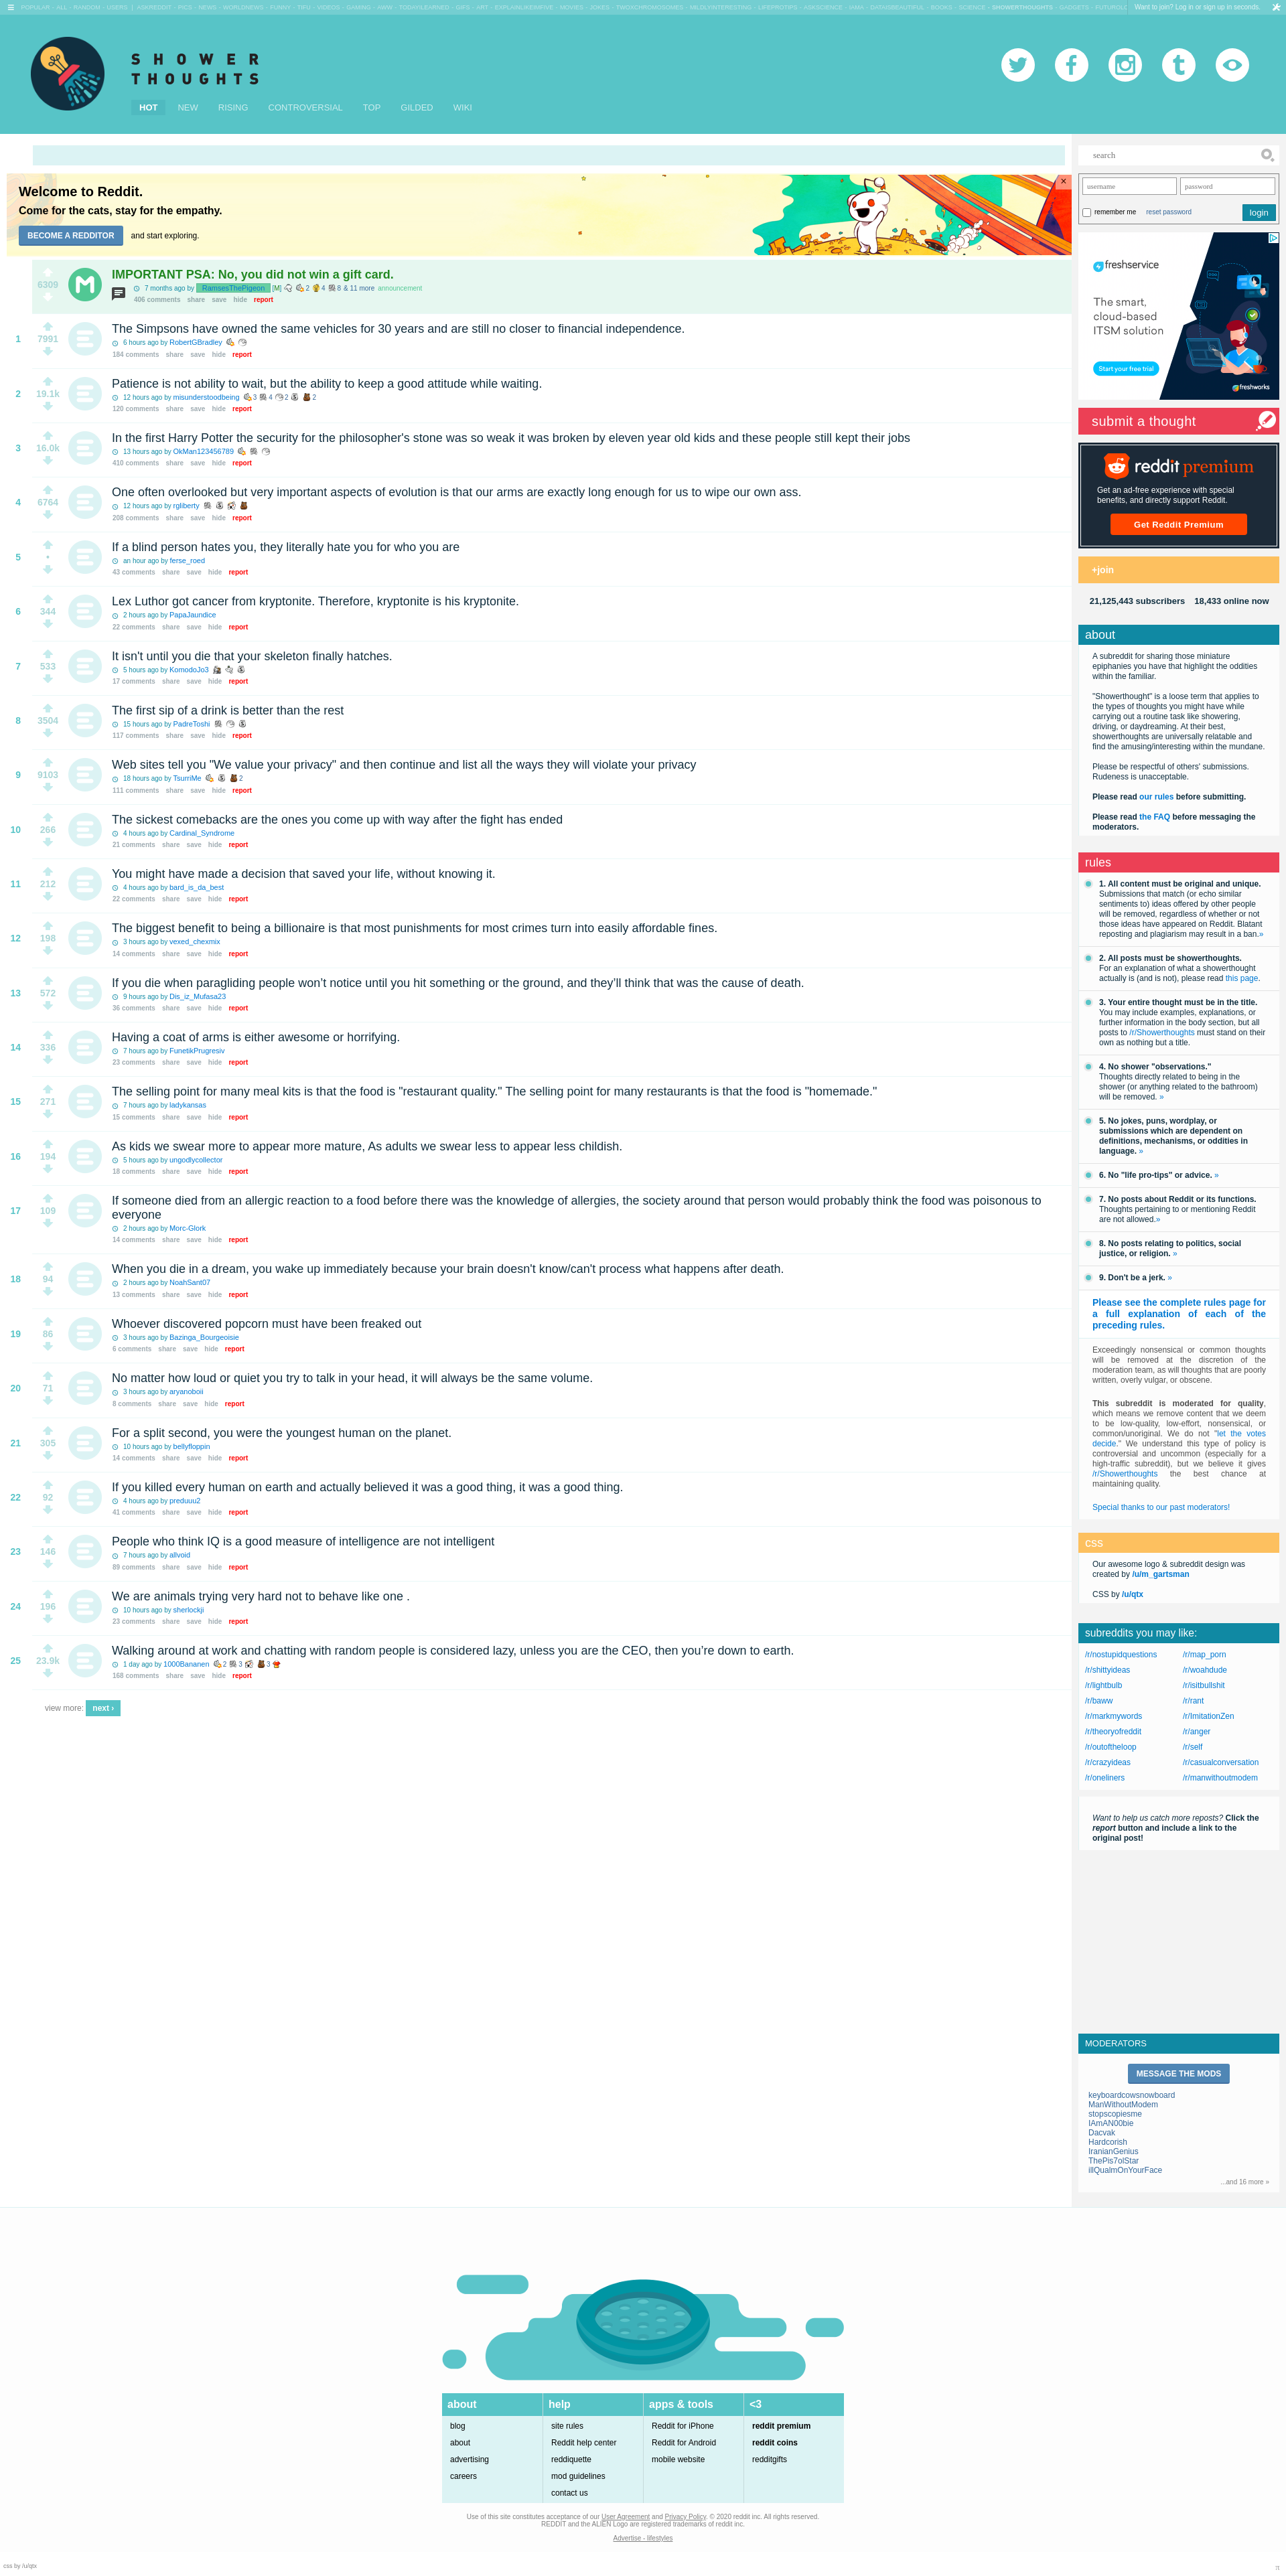 POPULAR - ALL - RANDOM - USERS | ASKREDDIT - PICS - NEWS - WORLDNEWS - FUNNY - TIFU - VIDEOS - GAMING - AWW - TODAYILEARNED - GIFS - ART - EXPLAINLIKEIMFIVE - MOVIES - JOKES - TWOXCHROMOSOMES - MILDLYINTERESTING - LIFEPROTIPS - ASKSCIENCE - IAMA - DATAISBEAUTIFUL - BOOKS - SCIENCE - SHOWERTHOUGHTS - GADGETS - FUTUROLO
Want to join? Log in or sign up in seconds.
SHOWER
THOUGHTS
HOT NEW RISING CONTROVERSIAL TOP GILDED WIKI
Welcome to Reddit.
Come for the cats, stay for the empathy.
BECOME A REDDITOR and start exploring.
6309
IMPORTANT PSA: No, you did not win a gift card.
7 months ago by RamsesThePigeon [M] 2 4 8 & 11 more announcement
406 comments share save hide report
1 7991
The Simpsons have owned the same vehicles for 30 years and are still no closer to financial independence.
6 hours ago by RobertGBradley
184 comments share save hide report
2 19.1k
Patience is not ability to wait, but the ability to keep a good attitude while waiting.
12 hours ago by misunderstoodbeing 3 4 2 2
120 comments share save hide report
3 16.0k
In the first Harry Potter the security for the philosopher's stone was so weak it was broken by eleven year old kids and these people still kept their jobs
13 hours ago by OkMan123456789
410 comments share save hide report
4 6764
One often overlooked but very important aspects of evolution is that our arms are exactly long enough for us to wipe our own ass.
12 hours ago by rgliberty
208 comments share save hide report
5 •
If a blind person hates you, they literally hate you for who you are
an hour ago by ferse_roed
43 comments share save hide report
6 344
Lex Luthor got cancer from kryptonite. Therefore, kryptonite is his kryptonite.
2 hours ago by PapaJaundice
22 comments share save hide report
7 533
It isn't until you die that your skeleton finally hatches.
5 hours ago by KomodoJo3
17 comments share save hide report
8 3504
The first sip of a drink is better than the rest
15 hours ago by PadreToshi
117 comments share save hide report
9 9103
Web sites tell you "We value your privacy" and then continue and list all the ways they will violate your privacy
18 hours ago by TsurriMe 2
111 comments share save hide report
10 266
The sickest comebacks are the ones you come up with way after the fight has ended
4 hours ago by Cardinal_Syndrome
21 comments share save hide report
11 212
You might have made a decision that saved your life, without knowing it.
4 hours ago by bard_is_da_best
22 comments share save hide report
12 198
The biggest benefit to being a billionaire is that most punishments for most crimes turn into easily affordable fines.
3 hours ago by vexed_chexmix
14 comments share save hide report
13 572
If you die when paragliding people won't notice until you hit something or the ground, and they'll think that was the cause of death.
9 hours ago by Dis_iz_Mufasa23
36 comments share save hide report
14 336
Having a coat of arms is either awesome or horrifying.
7 hours ago by FunetikPrugresiv
23 comments share save hide report
15 271
The selling point for many meal kits is that the food is "restaurant quality." The selling point for many restaurants is that the food is "homemade."
7 hours ago by ladykansas
15 comments share save hide report
16 194
As kids we swear more to appear more mature, As adults we swear less to appear less childish.
5 hours ago by ungodlycollector
18 comments share save hide report
17 109
If someone died from an allergic reaction to a food before there was the knowledge of allergies, the society around that person would probably think the food was poisonous to
everyone
2 hours ago by Morc-Glork
14 comments share save hide report
18 94
When you die in a dream, you wake up immediately because your brain doesn't know/can't process what happens after death.
2 hours ago by NoahSant07
13 comments share save hide report
19 86
Whoever discovered popcorn must have been freaked out
3 hours ago by Bazinga_Bourgeoisie
6 comments share save hide report
20 71
No matter how loud or quiet you try to talk in your head, it will always be the same volume.
3 hours ago by aryanoboii
8 comments share save hide report
21 305
For a split second, you were the youngest human on the planet.
10 hours ago by bellyfloppin
14 comments share save hide report
22 92
If you killed every human on earth and actually believed it was a good thing, it was a good thing.
4 hours ago by preduuu2
41 comments share save hide report
23 146
People who think IQ is a good measure of intelligence are not intelligent
7 hours ago by allvoid
89 comments share save hide report
24 196
We are animals trying very hard not to behave like one .
10 hours ago by sherlockji
23 comments share save hide report
25 23.9k
Walking around at work and chatting with random people is considered lazy, unless you are the CEO, then you're down to earth.
1 day ago by 1000Bananen 2 3 3
168 comments share save hide report
view more: next ›
search
username password
remember me reset password login
freshservice
The smart,
cloud-based
ITSM solution
Start your free trial
freshworks
submit a thought
reddit premium
Get an ad-free experience with special
benefits, and directly support Reddit.
Get Reddit Premium
+join
21,125,443 subscribers 18,433 online now
about
A subreddit for sharing those miniature
epiphanies you have that highlight the oddities
within the familiar.
"Showerthought" is a loose term that applies to
the types of thoughts you might have while
carrying out a routine task like showering,
driving, or daydreaming. At their best,
showerthoughts are universally relatable and
find the amusing/interesting within the mundane.
Please be respectful of others' submissions.
Rudeness is unacceptable.
Please read our rules before submitting.
Please read the FAQ before messaging the
moderators.
rules
1. All content must be original and unique.
Submissions that match (or echo similar
sentiments to) ideas offered by other people
will be removed, regardless of whether or not
those ideas have appeared on Reddit. Blatant
reposting and plagiarism may result in a ban.»
2. All posts must be showerthoughts.
For an explanation of what a showerthought
actually is (and is not), please read this page.
3. Your entire thought must be in the title.
You may include examples, explanations, or
further information in the body section, but all
posts to /r/Showerthoughts must stand on their
own as nothing but a title.
4. No shower "observations."
Thoughts directly related to being in the
shower (or anything related to the bathroom)
will be removed. »
5. No jokes, puns, wordplay, or
submissions which are dependent on
definitions, mechanisms, or oddities in
language. »
6. No "life pro-tips" or advice. »
7. No posts about Reddit or its functions.
Thoughts pertaining to or mentioning Reddit
are not allowed.»
8. No posts relating to politics, social
justice, or religion. »
9. Don't be a jerk. »
Please see the complete rules page for
a full explanation of each of the
preceding rules.
Exceedingly nonsensical or common thoughts
will be removed at the discretion of the
moderation team, as will thoughts that are poorly
written, overly vulgar, or obscene.
This subreddit is moderated for quality,
which means we remove content that we deem
to be low-quality, low-effort, nonsensical, or
common/unoriginal. We do not "let the votes
decide." We understand this type of policy is
controversial and uncommon (especially for a
high-traffic subreddit), but we believe it gives
/r/Showerthoughts the best chance at
maintaining quality.
Special thanks to our past moderators!
css
Our awesome logo & subreddit design was
created by /u/m_gartsman
CSS by /u/qtx
subreddits you may like:
/r/nostupidquestions /r/map_porn
/r/shittyideas /r/woahdude
/r/lightbulb /r/isitbullshit
/r/baww /r/rant
/r/markmywords /r/ImitationZen
/r/theoryofreddit /r/anger
/r/outoftheloop /r/self
/r/crazyideas /r/casualconversation
/r/oneliners /r/manwithoutmodem
Want to help us catch more reposts? Click the
report button and include a link to the
original post!
MODERATORS
MESSAGE THE MODS
keyboardcowsnowboard
ManWithoutModem
stopscopiesme
IAmAN00bie
Dacvak
Hardcorish
IranianGenius
ThePis7olStar
illQualmOnYourFace
...and 16 more »
about help apps & tools <3
blog site rules Reddit for iPhone reddit premium
about Reddit help center Reddit for Android reddit coins
advertising reddiquette mobile website redditgifts
careers mod guidelines
contact us
Use of this site constitutes acceptance of our User Agreement and Privacy Policy. © 2020 reddit inc. All rights reserved.
REDDIT and the ALIEN Logo are registered trademarks of reddit inc.
Advertise - lifestyles
css by /u/qtx
π